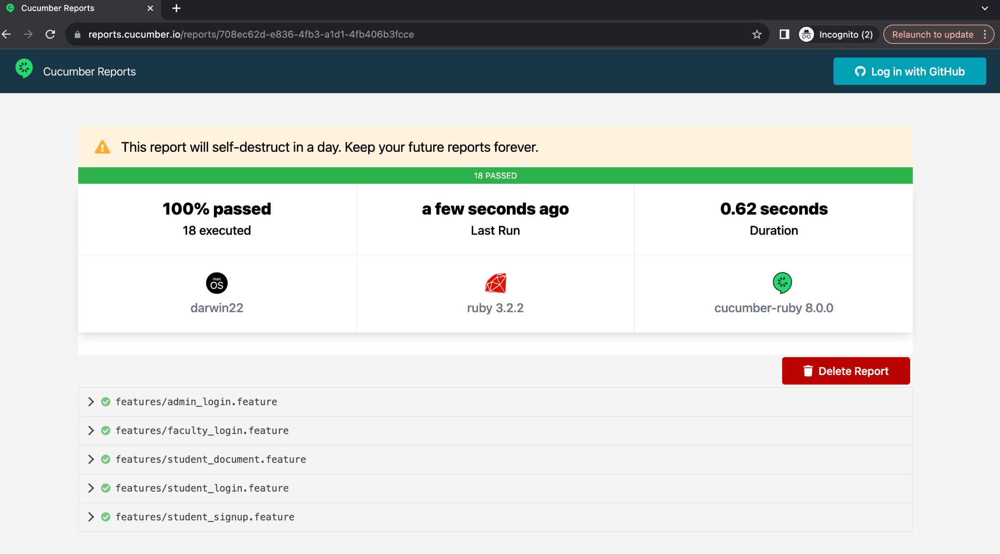 Cucumber Reports
reports.cucumber.io/reports/708ec62d-e836-4fb3-a1d1-4fb406b3fcce
Incognito (2)
Relaunch to update
Cucumber Reports
Log in with GitHub
This report will self-destruct in a day. Keep your future reports forever.
18 PASSED
100% passed
18 executed
a few seconds ago
Last Run
0.62 seconds
Duration
mac
OS
darwin22
ruby 3.2.2
cucumber-ruby 8.0.0
Delete Report
features/admin_login.feature
features/faculty_login.feature
features/student_document.feature
features/student_login.feature
features/student_signup.feature